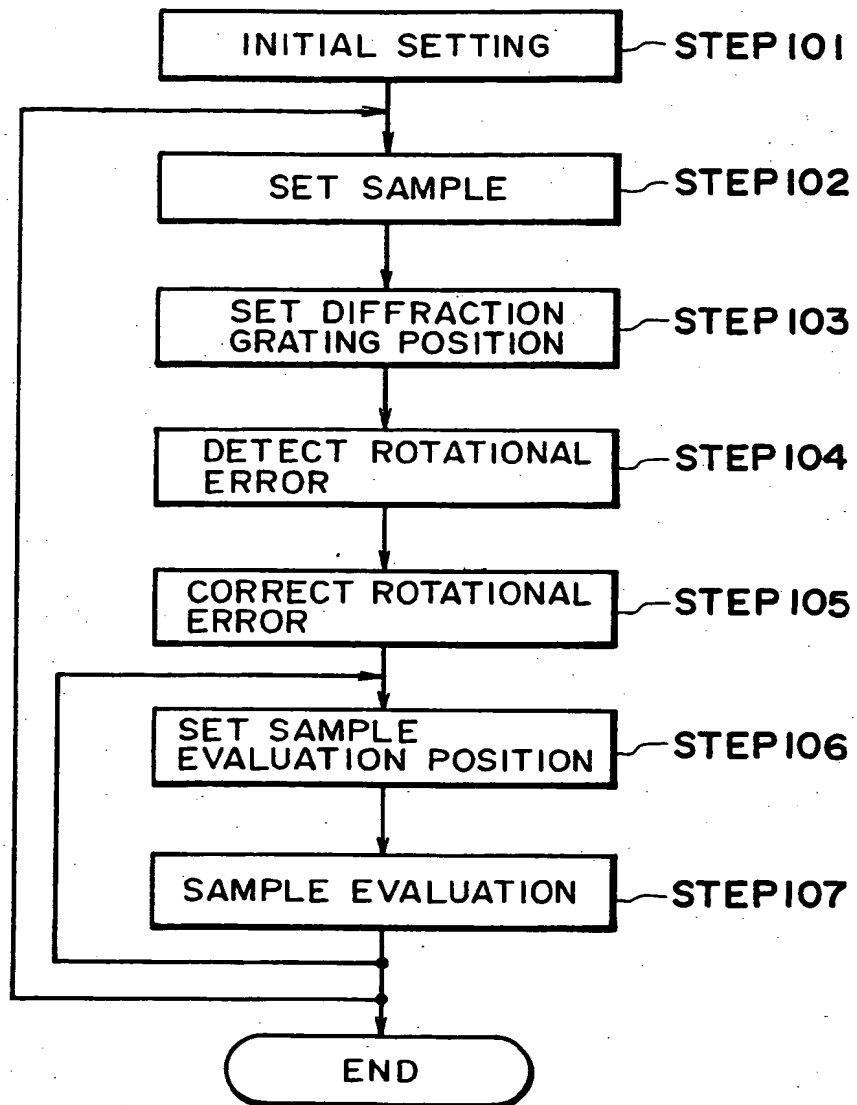 INITIAL SETTING
STEP 101
SET SAMPLE
STEP 102
SET DIFFRACTION
GRATING POSITION
STEP 103
DETECT ROTATIONAL
ERROR
STEP 104
CORRECT ROTATIONAL
ERROR
STEP 105
SET SAMPLE
EVALUATION POSITION
STEP 106
SAMPLE EVALUATION
STEP 107
END